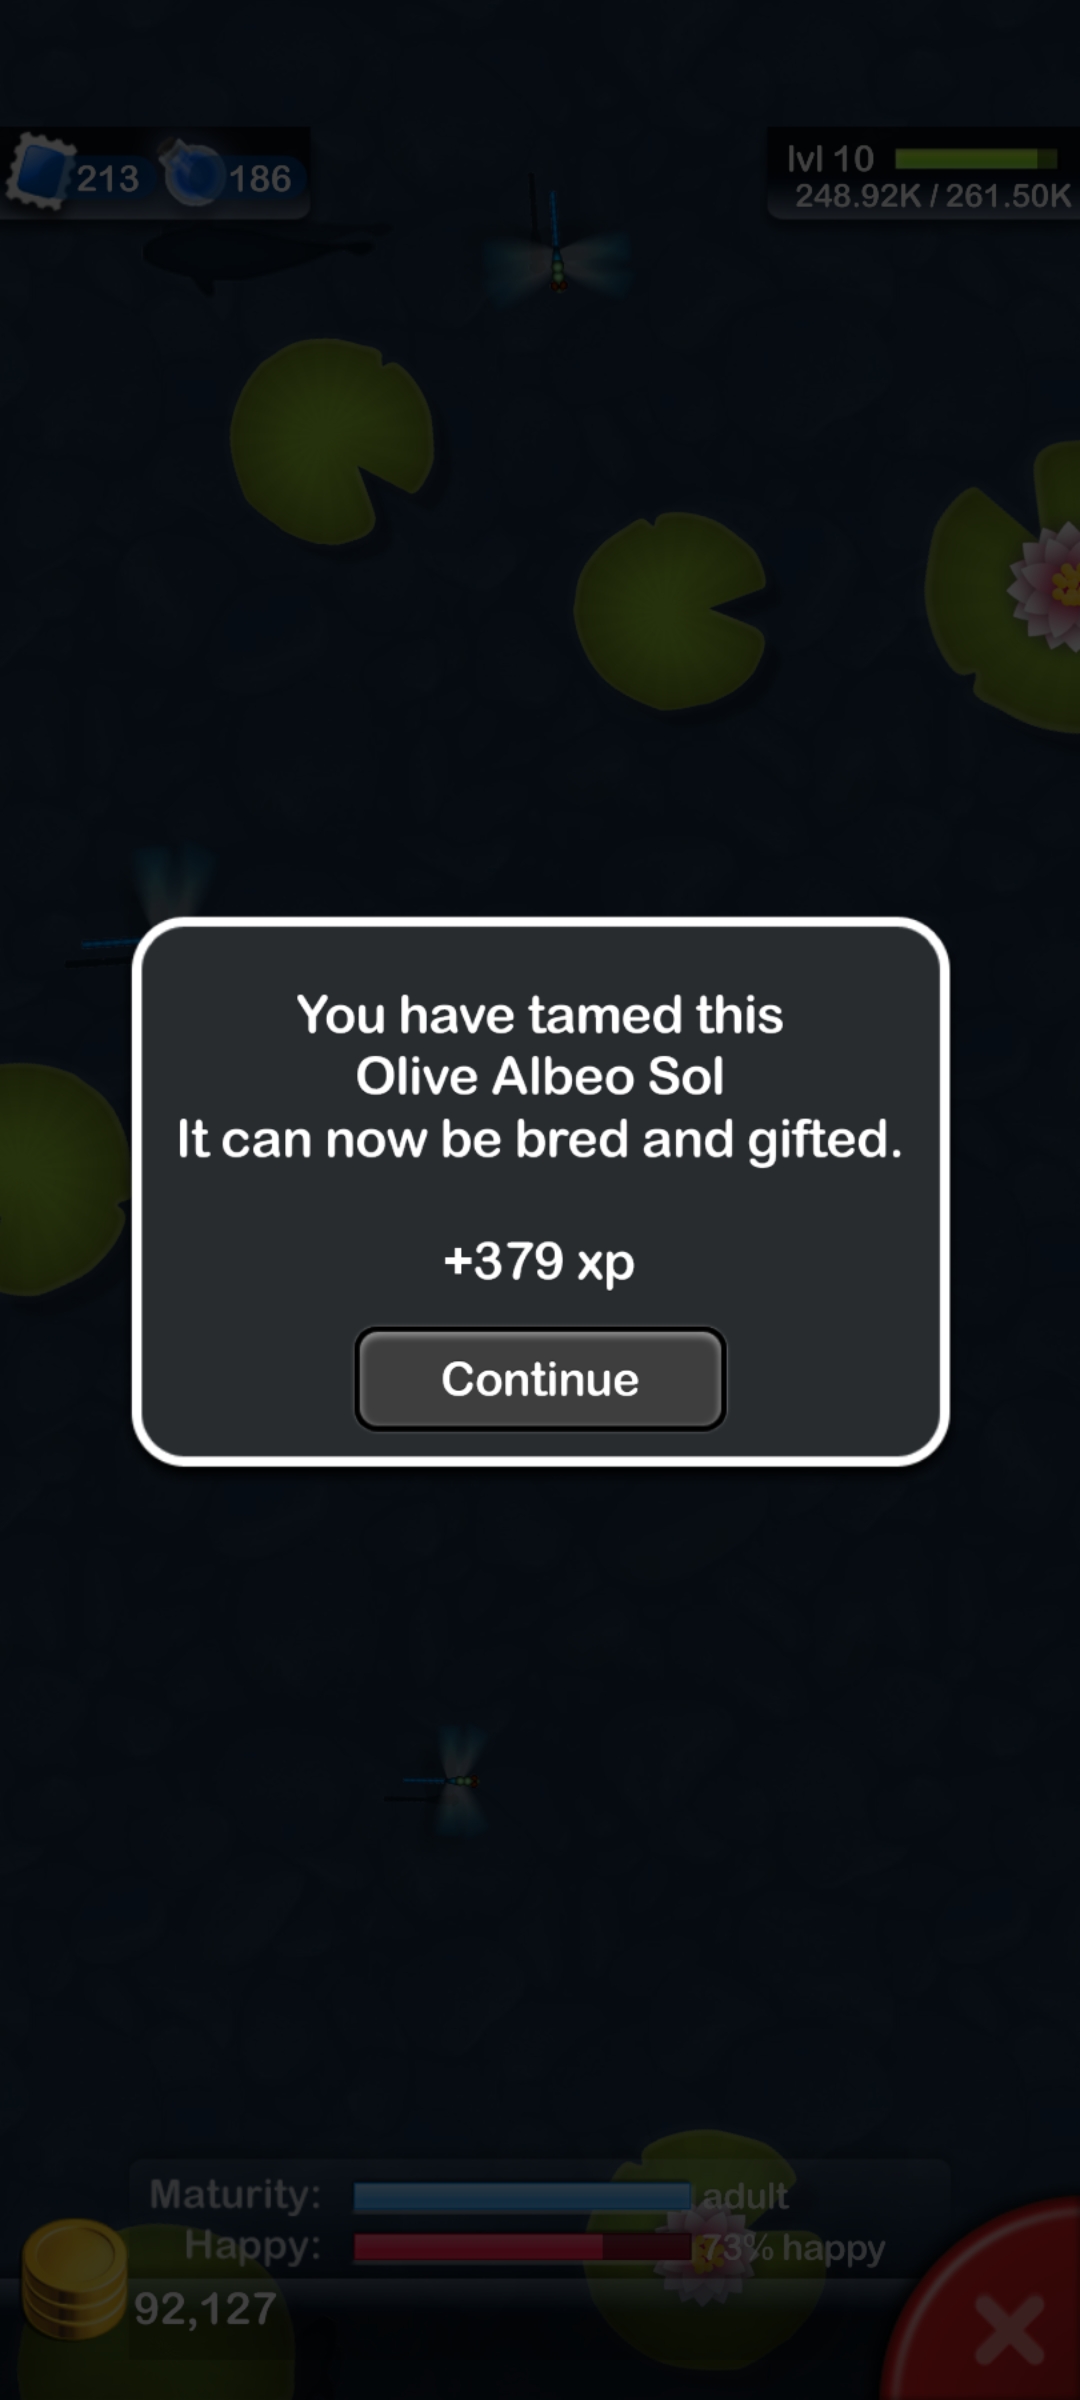 213 186
lvl 10
248.92K / 261.50K
You have tamed this
Olive Albeo Sol
It can now be bred and gifted.
+379 xp
Continue
Maturity: adult
Happy: 73% happy
92,127